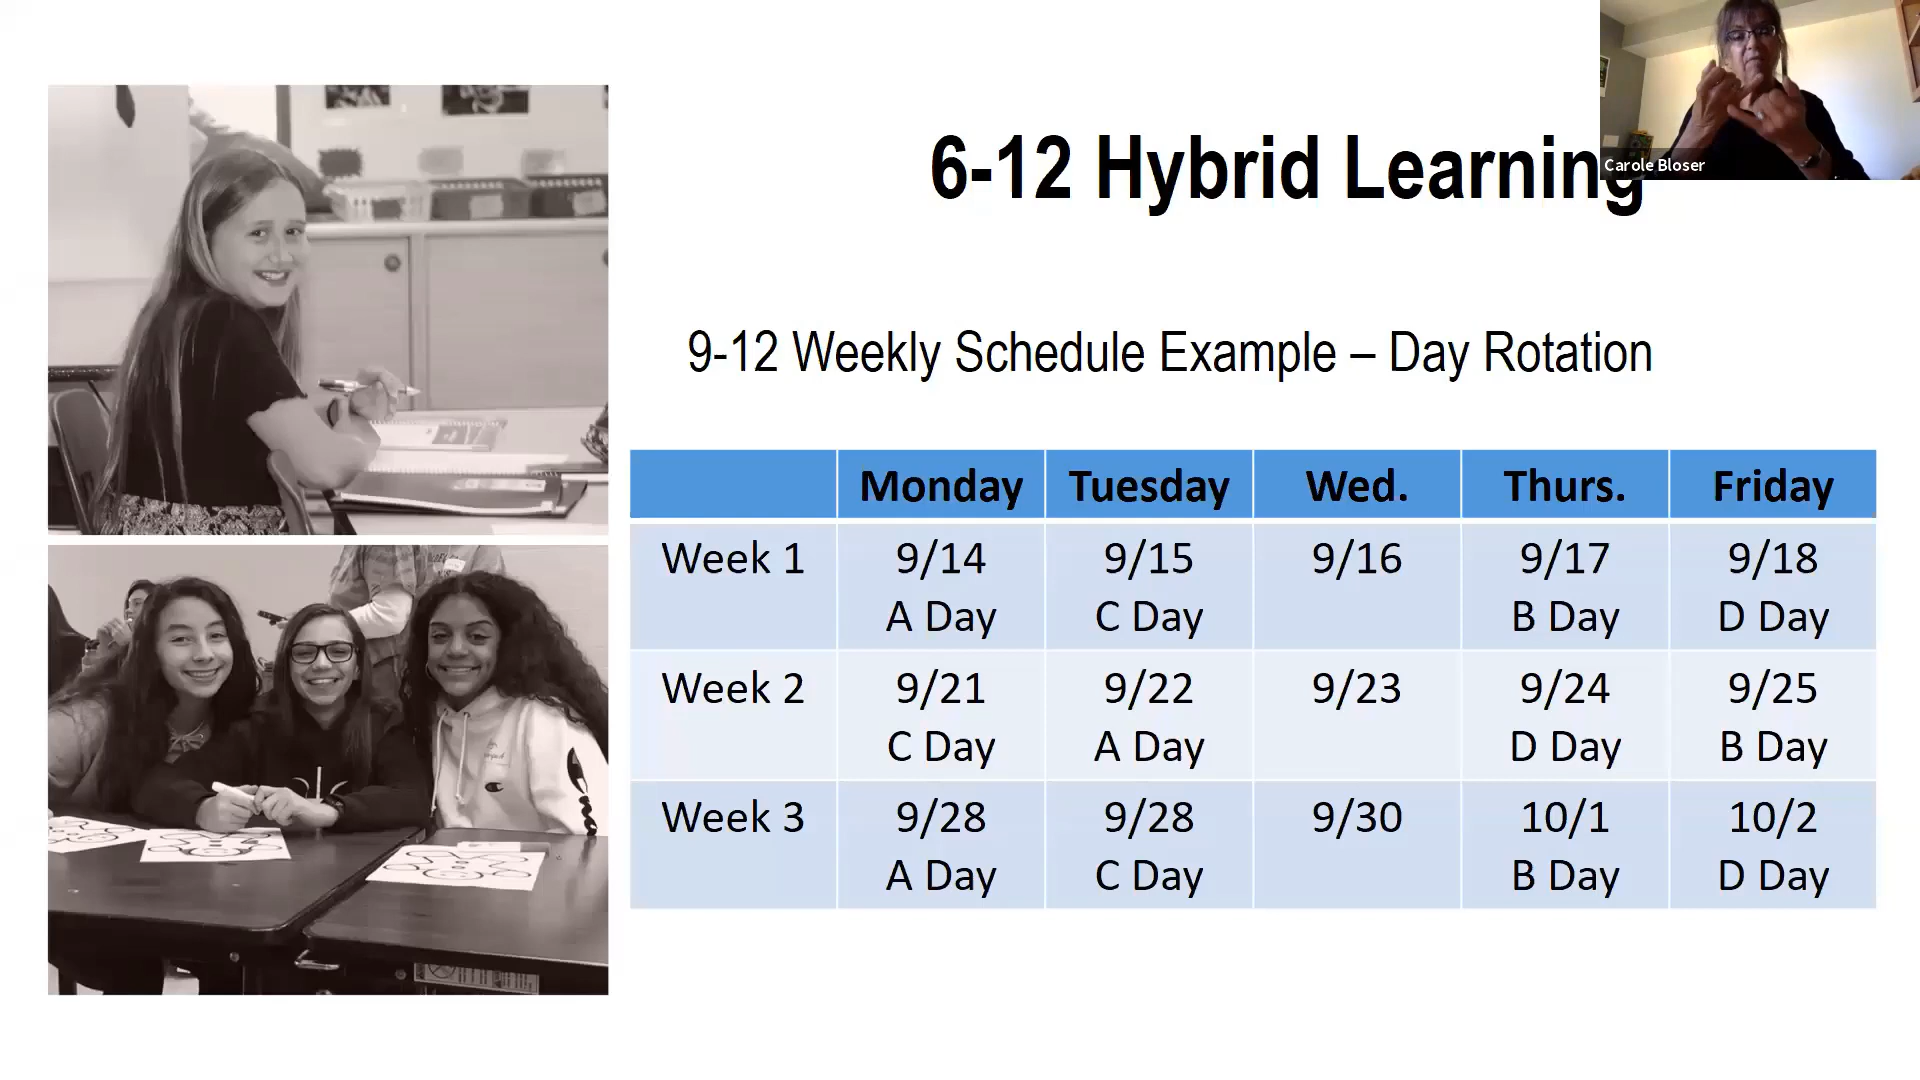 6-12 Hybrid Learning
Carole Bloser
9-12 Weekly Schedule Example – Day Rotation
Monday Tuesday Wed. Thurs. Friday
Week 1 9/14 9/15 9/16 9/17 9/18
A Day C Day B Day D Day
Week 2 9/21 9/22 9/23 9/24 9/25
C Day A Day D Day B Day
Week 3 9/28 9/28 9/30 10/1 10/2
A Day C Day B Day D Day